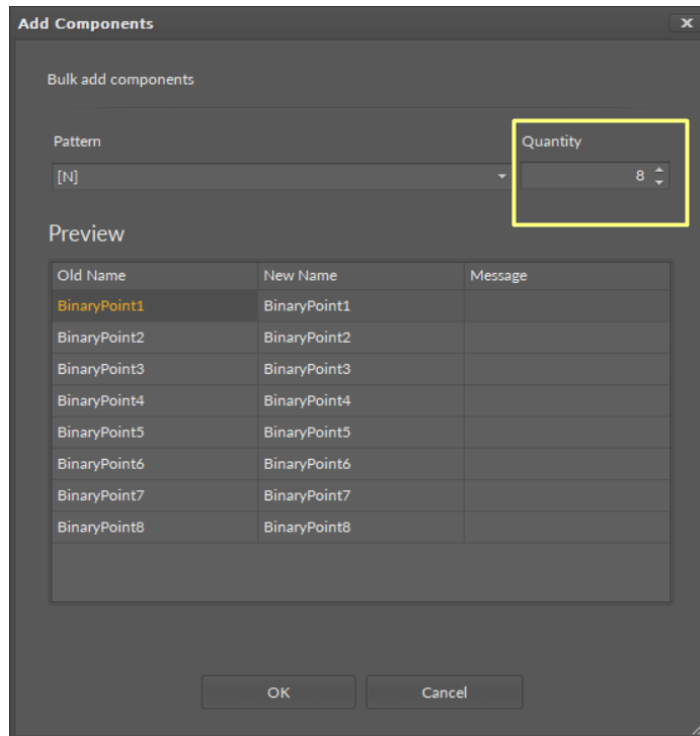 Add Components
Bulk add components
Pattern Quantity
[N] 8
Preview
Old Name New Name Message
BinaryPoint1 BinaryPoint1
BinaryPoint2 BinaryPoint2
BinaryPoint3 BinaryPoint3
BinaryPoint4 BinaryPoint4
BinaryPoint5 BinaryPoint5
BinaryPoint6 BinaryPoint6
BinaryPoint7 BinaryPoint7
BinaryPoint8 BinaryPoint8
OK Cancel